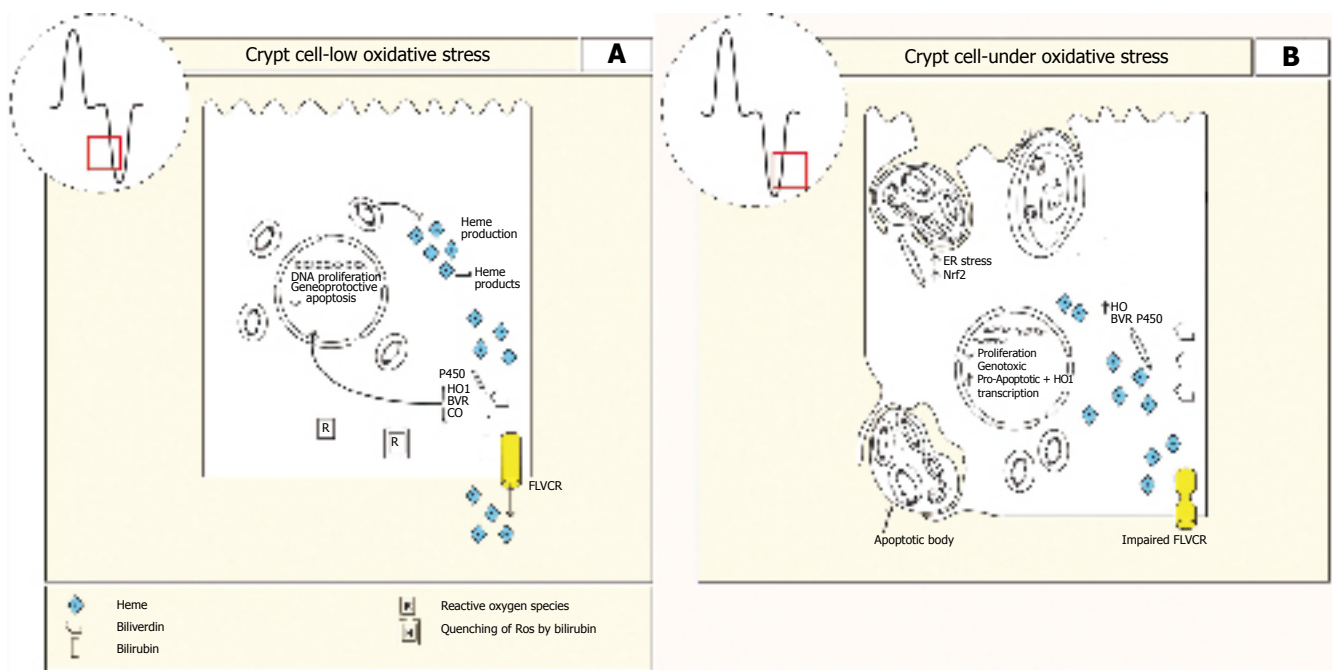 Crypt cell-low oxidative stress
A
Heme
production
Heme
products
DNA proliferation
Geneoprotoctive
apoptosis
P450
HO1
BVR
CO
R
R
FLVCR
Heme
Biliverdin
Bilirubin
R
Reactive oxygen species
Quenching of Ros by bilirubin
Crypt cell-under oxidative stress
B
ER stress
Nrf2
HO
BVR P450
Proliferation
Genotoxic
Pro-Apoptotic + HO1
transcription
Apoptotic body
Impaired FLVCR